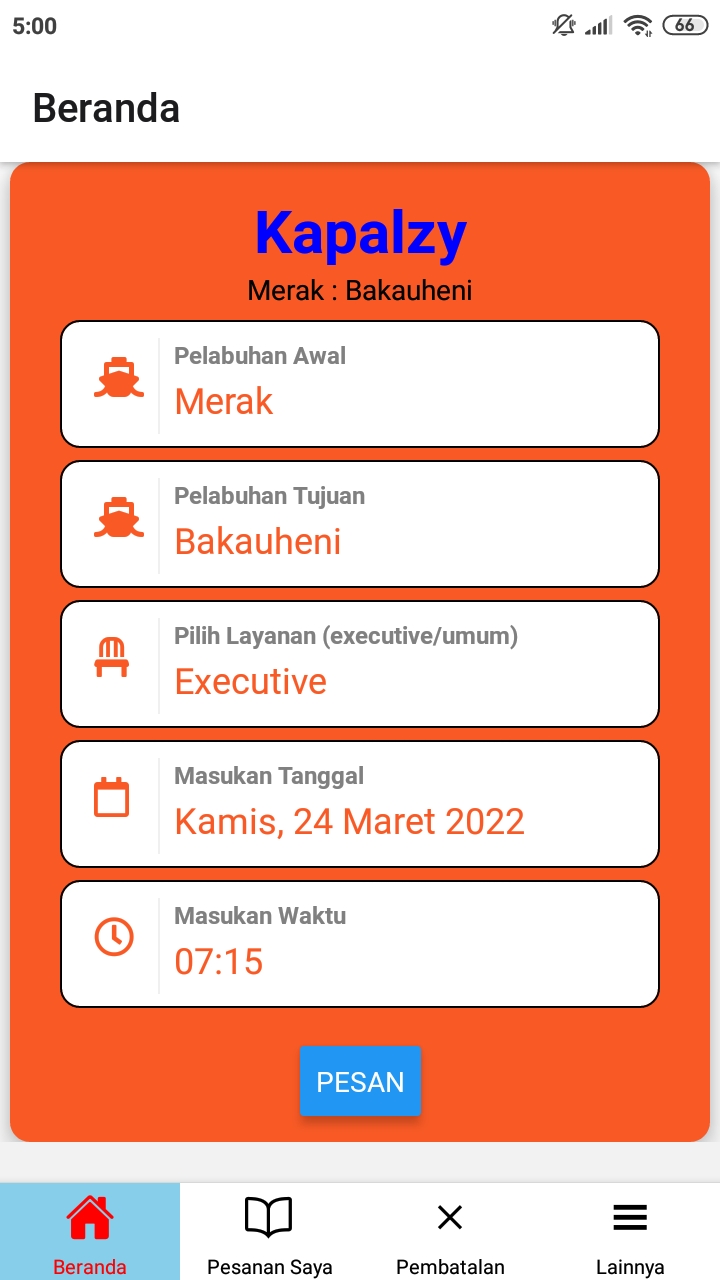 5:00
66
Beranda
Kapalzy
Merak : Bakauheni
Pelabuhan Awal
Merak
Pelabuhan Tujuan
Bakauheni
Pilih Layanan (executive/umum)
Executive
Masukan Tanggal
Kamis, 24 Maret 2022
Masukan Waktu
07:15
PESAN
Beranda
Pesanan Saya
Pembatalan
Lainnya